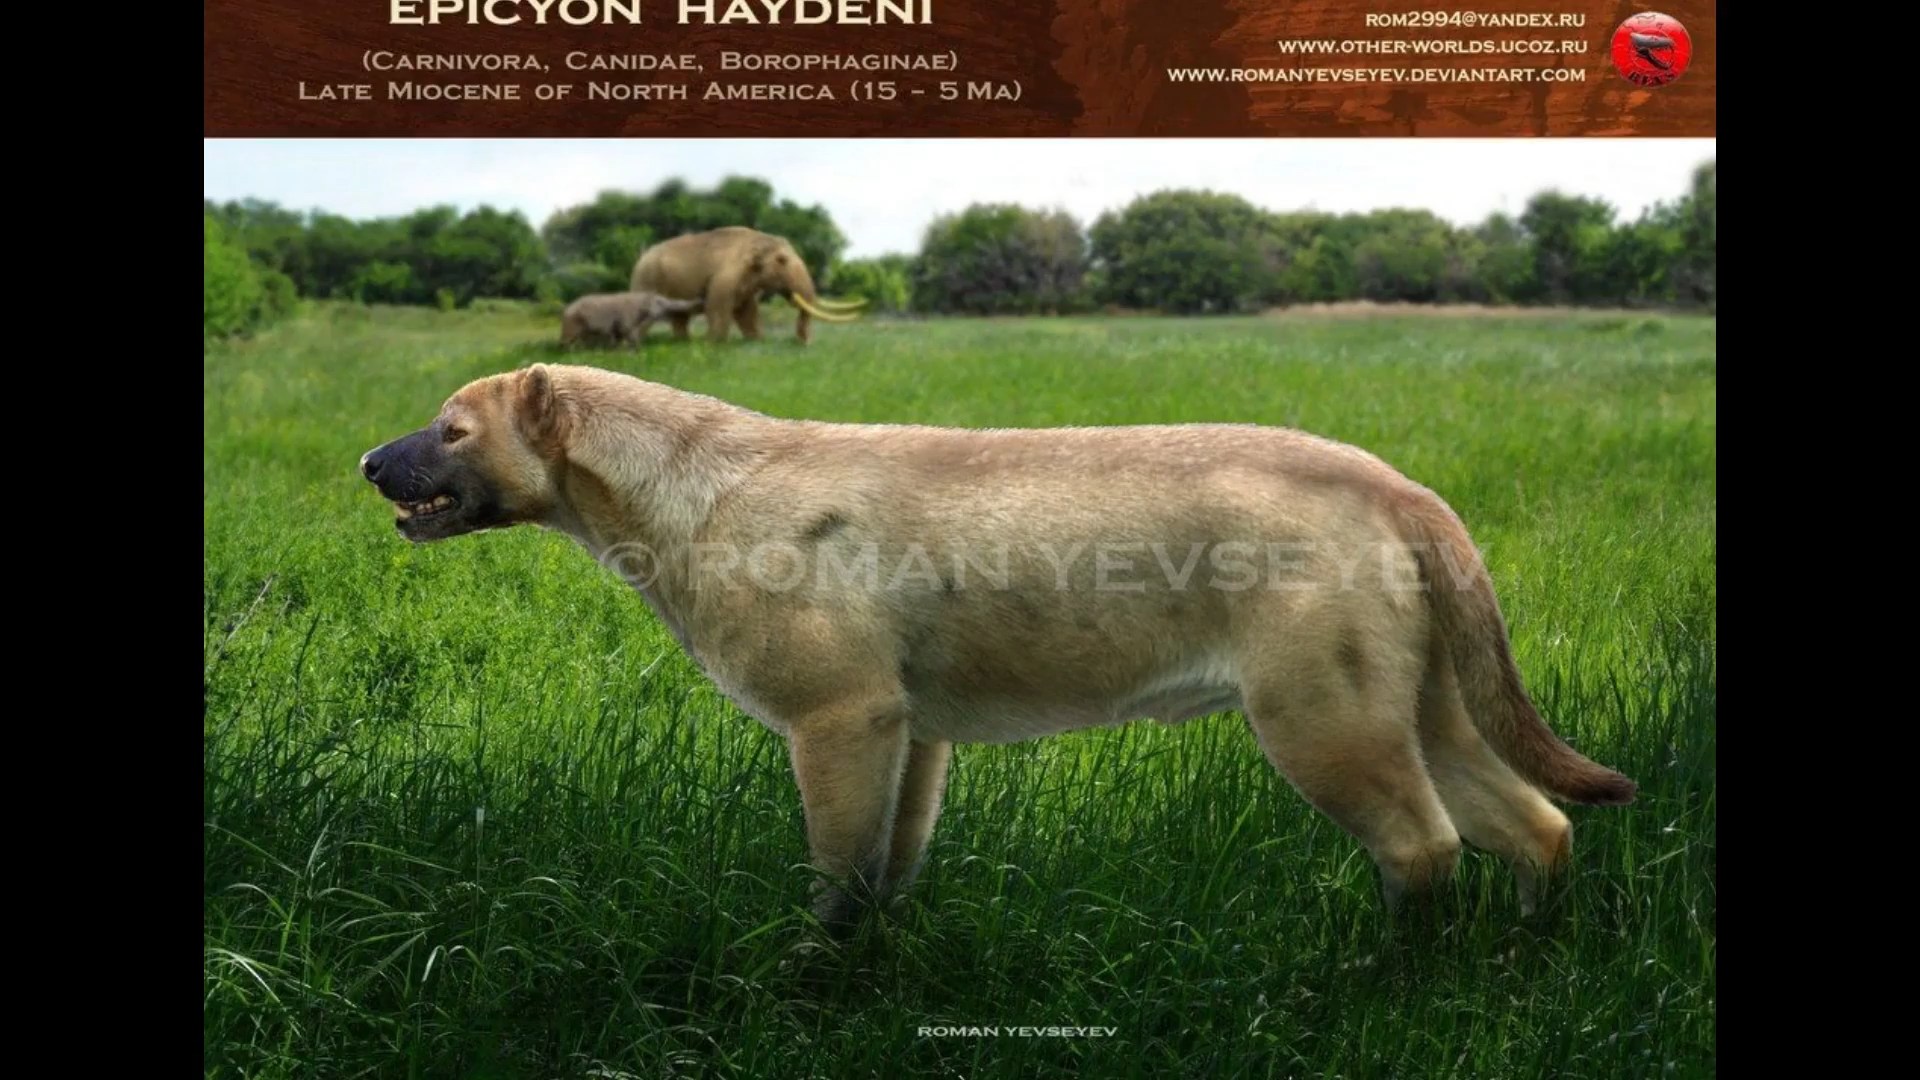 EPICYON HAYDENI
(CARNIVORA, CANIDAE, BOROPHAGINAE)
LATE MIOCENE OF NORTH AMERICA (15 – 5 MA)
ROM2994@YANDEX.RU
WWW.OTHER-WORLDS.UCOZ.RU
WWW.ROMANYEVSEYEV.DEVIANTART.COM
© ROMAN YEVSEYEV
ROMAN YEVSEYEV